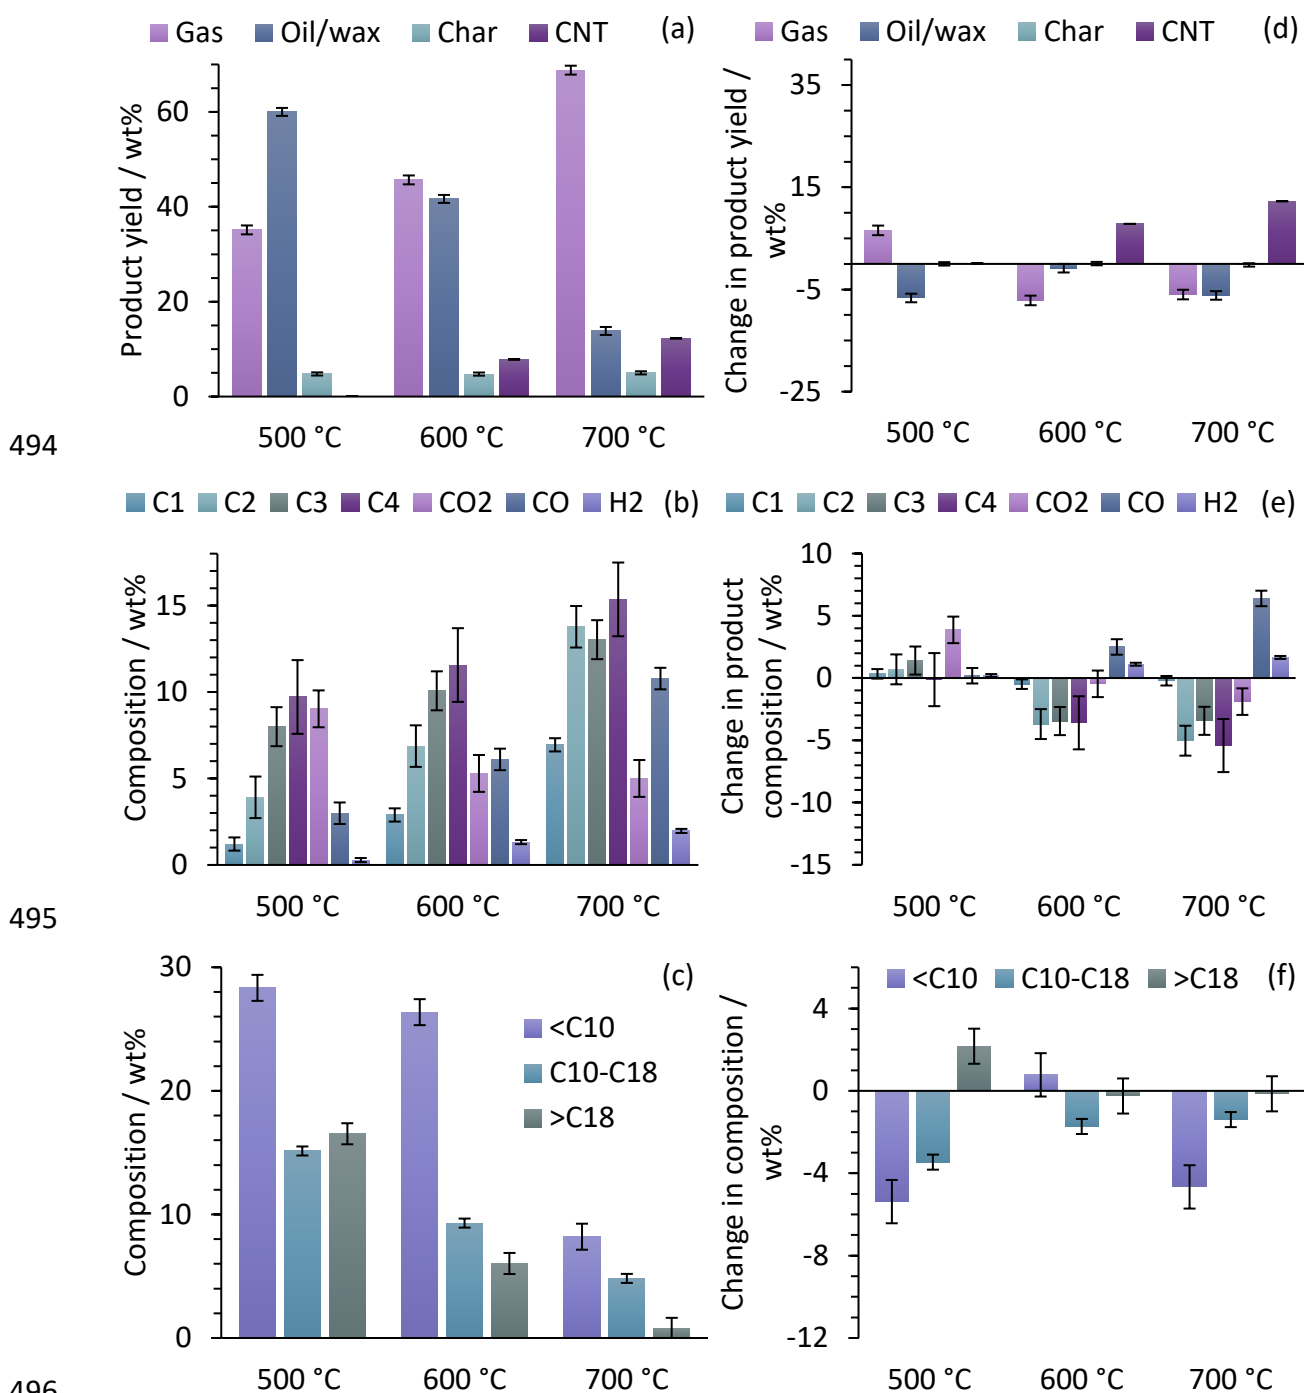 Gas Oil/wax Char CNT (a)
Product yield / wt%
60
40
20
0
500 °C 600 °C 700 °C
494
Gas Oil/wax Char CNT (d)
Change in product yield /
wt%
35
15
-5
-25
500 °C 600 °C 700 °C
C1 C2 C3 C4 CO2 CO H2 (b)
Composition / wt%
15
10
5
0
500 °C 600 °C 700 °C
495
C1 C2 C3 C4 CO2 CO H2 (e)
Change in product
composition / wt%
10
5
0
-5
-10
-15
500 °C 600 °C 700 °C
(c)
Composition / wt%
30
20
10
0
<C10
C10-C18
>C18
500 °C 600 °C 700 °C
496
<C10 C10-C18 >C18 (f)
Change in composition /
wt%
4
0
-4
-8
-12
500 °C 600 °C 700 °C